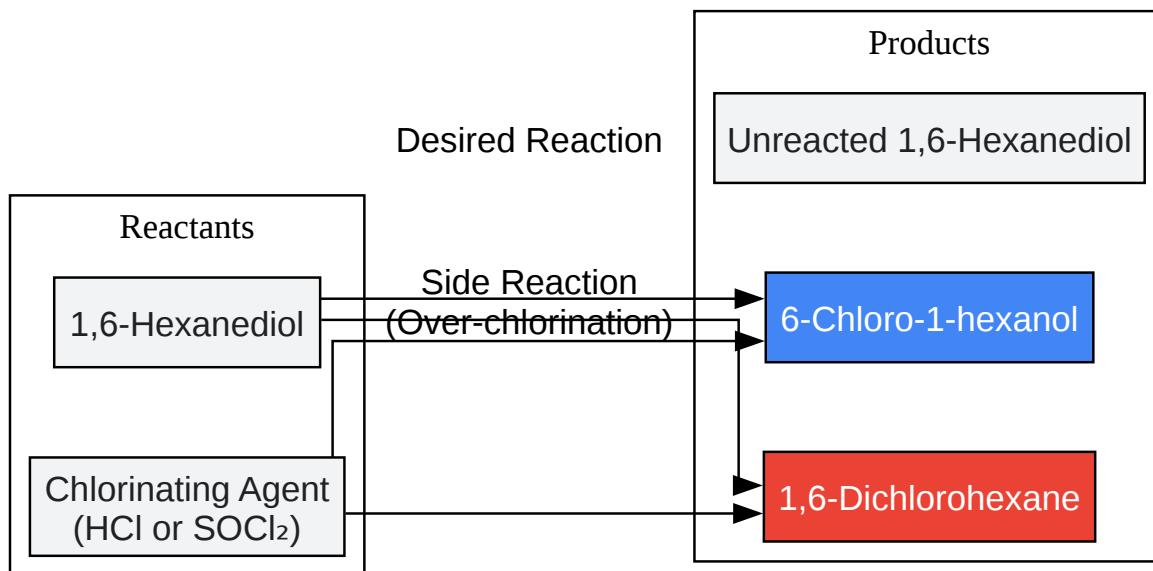 Products
Unreacted 1,6-Hexanediol
Desired Reaction
Reactants
1,6-Hexanediol
Side Reaction
(Over-chlorination)
6-Chloro-1-hexanol
Chlorinating Agent
(HCl or SOCl₂)
1,6-Dichlorohexane